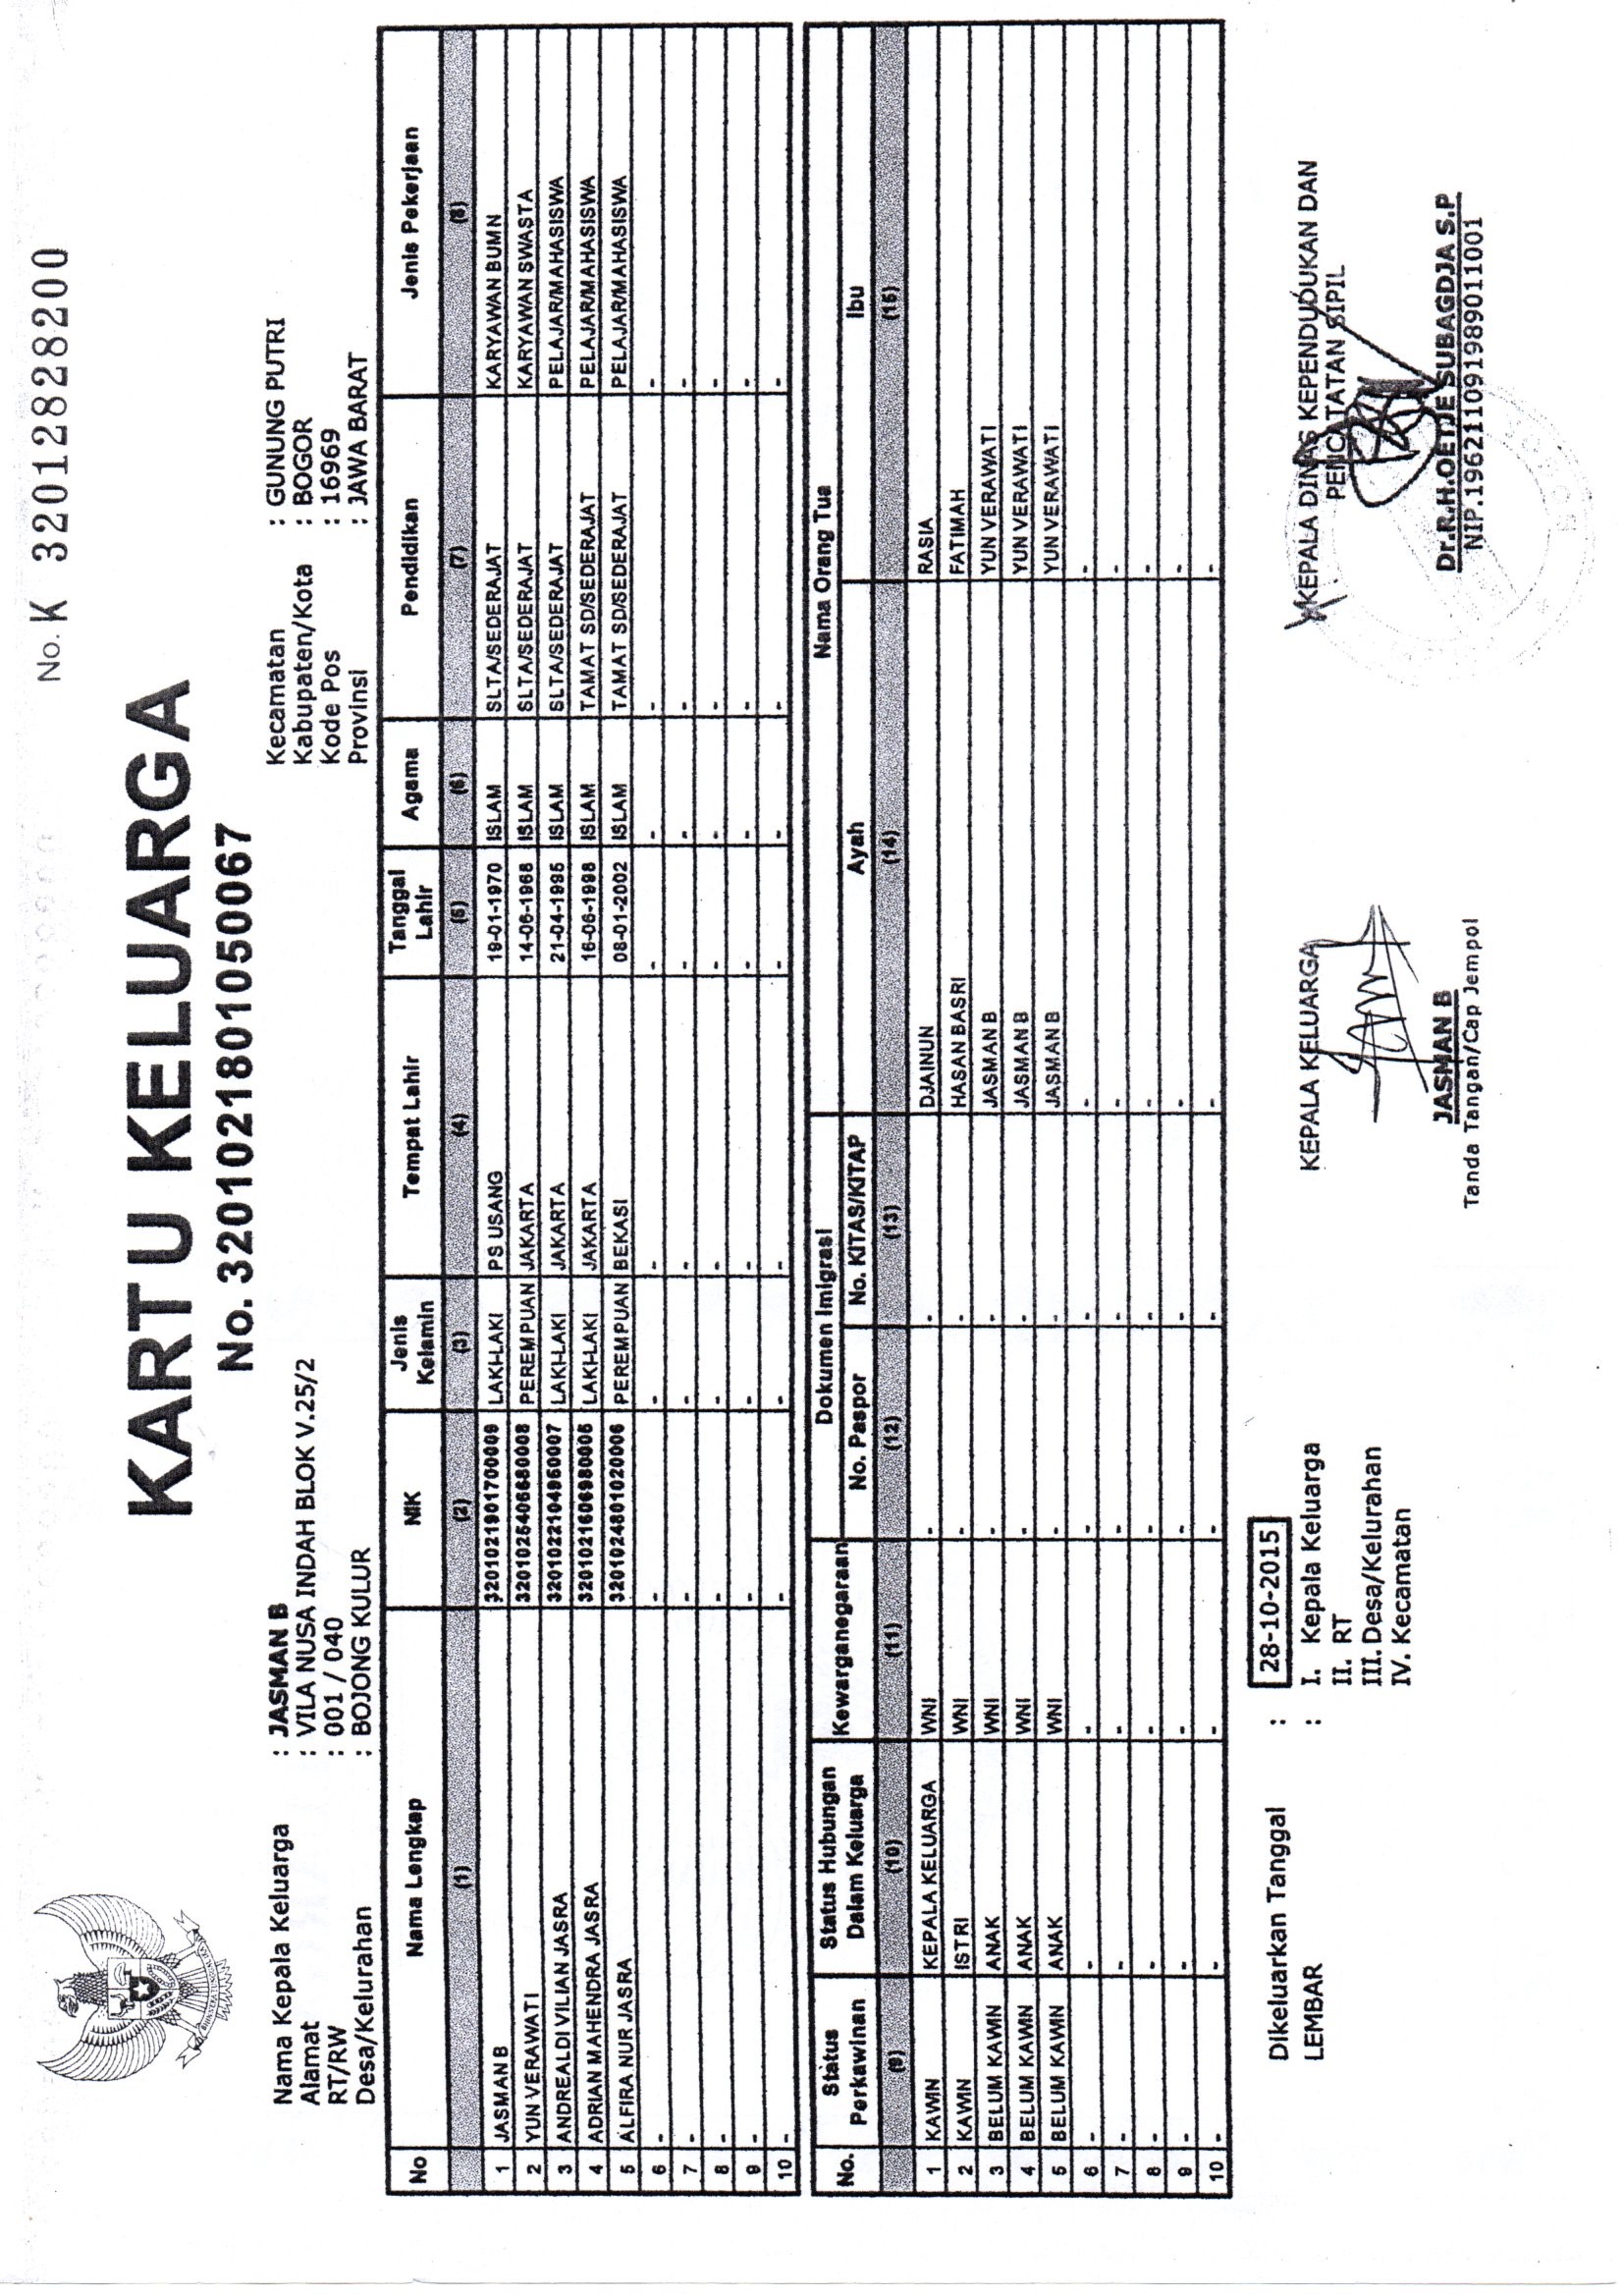 No. K 3201 2828200
KARTU KELUARGA
No. 3201021801050067
Nama Kepala Keluarga : JASMAN B
Alamat : VILA NUSA INDAH BLOK V.25/2
RT/RW : 001 / 040
Desa/Kelurahan : BOJONG KULUR
Kecamatan : GUNUNG PUTRI
Kabupaten/Kota : BOGOR
Kode Pos : 16969
Provinsi : JAWA BARAT
No Nama Lengkap NIK Jenis Kelamin Tempat Lahir Tanggal Lahir Agama Pendidikan Jenis Pekerjaan
(1) (2) (3) (4) (5) (6) (7) (8)
1 JASMAN B 3201021901700009 LAKI-LAKI PS USANG 19-01-1970 ISLAM SLTA/SEDERAJAT KARYAWAN BUMN
2 YUN VERAWATI 3201025406680008 PEREMPUAN JAKARTA 14-06-1968 ISLAM SLTA/SEDERAJAT KARYAWAN SWASTA
3 ANDREALDI VILIAN JASRA LAKI-LAKI JAKARTA 21-04-1995 ISLAM SLTA/SEDERAJAT PELAJAR/MAHASISWA
4 ADRIAN MAHENDRA JASRA LAKI-LAKI JAKARTA 16-06-1998 ISLAM TAMAT SD/SEDERAJAT PELAJAR/MAHASISWA
5 ALFIRA NUR JASRA 3201024801020006 PEREMPUAN BEKASI 08-01-2002 ISLAM TAMAT SD/SEDERAJAT PELAJAR/MAHASISWA
6 - - - - - - - -
7 - - - - - - - -
8 - - - - - - - -
9 - - - - - - - -
10 - - - - - - - -
No. Status Perkawinan Status Hubungan Dalam Keluarga Kewarganegaraan Dokumen Imigrasi Nama Orang Tua
No. Paspor No. KITAS/KITAP Ayah Ibu
(9) (10) (11) (12) (13) (14) (15)
1 KAWIN KEPALA KELUARGA WNI - - DJAINUN RASIA
2 KAWIN ISTRI WNI - - HASAN BASRI FATIMAH
3 BELUM KAWIN ANAK WNI - - JASMAN B YUN VERAWATI
4 BELUM KAWIN ANAK WNI - - JASMAN B YUN VERAWATI
5 BELUM KAWIN ANAK WNI - - JASMAN B YUN VERAWATI
6 - - - - - - -
7 - - - - - - -
8 - - - - - - -
9 - - - - - - -
10 - - - - - - -
Dikeluarkan Tanggal : 28-10-2015
LEMBAR : I. Kepala Keluarga
II. RT
III. Desa/Kelurahan
IV. Kecamatan
KEPALA KELUARGA
JASMAN B
Tanda Tangan/Cap Jempol
KEPALA DINAS KEPENDUDUKAN DAN
PENCATATAN SIPIL
Dr.R.H.OETJE SUBAGDJA S.P
NIP.196211091989011001